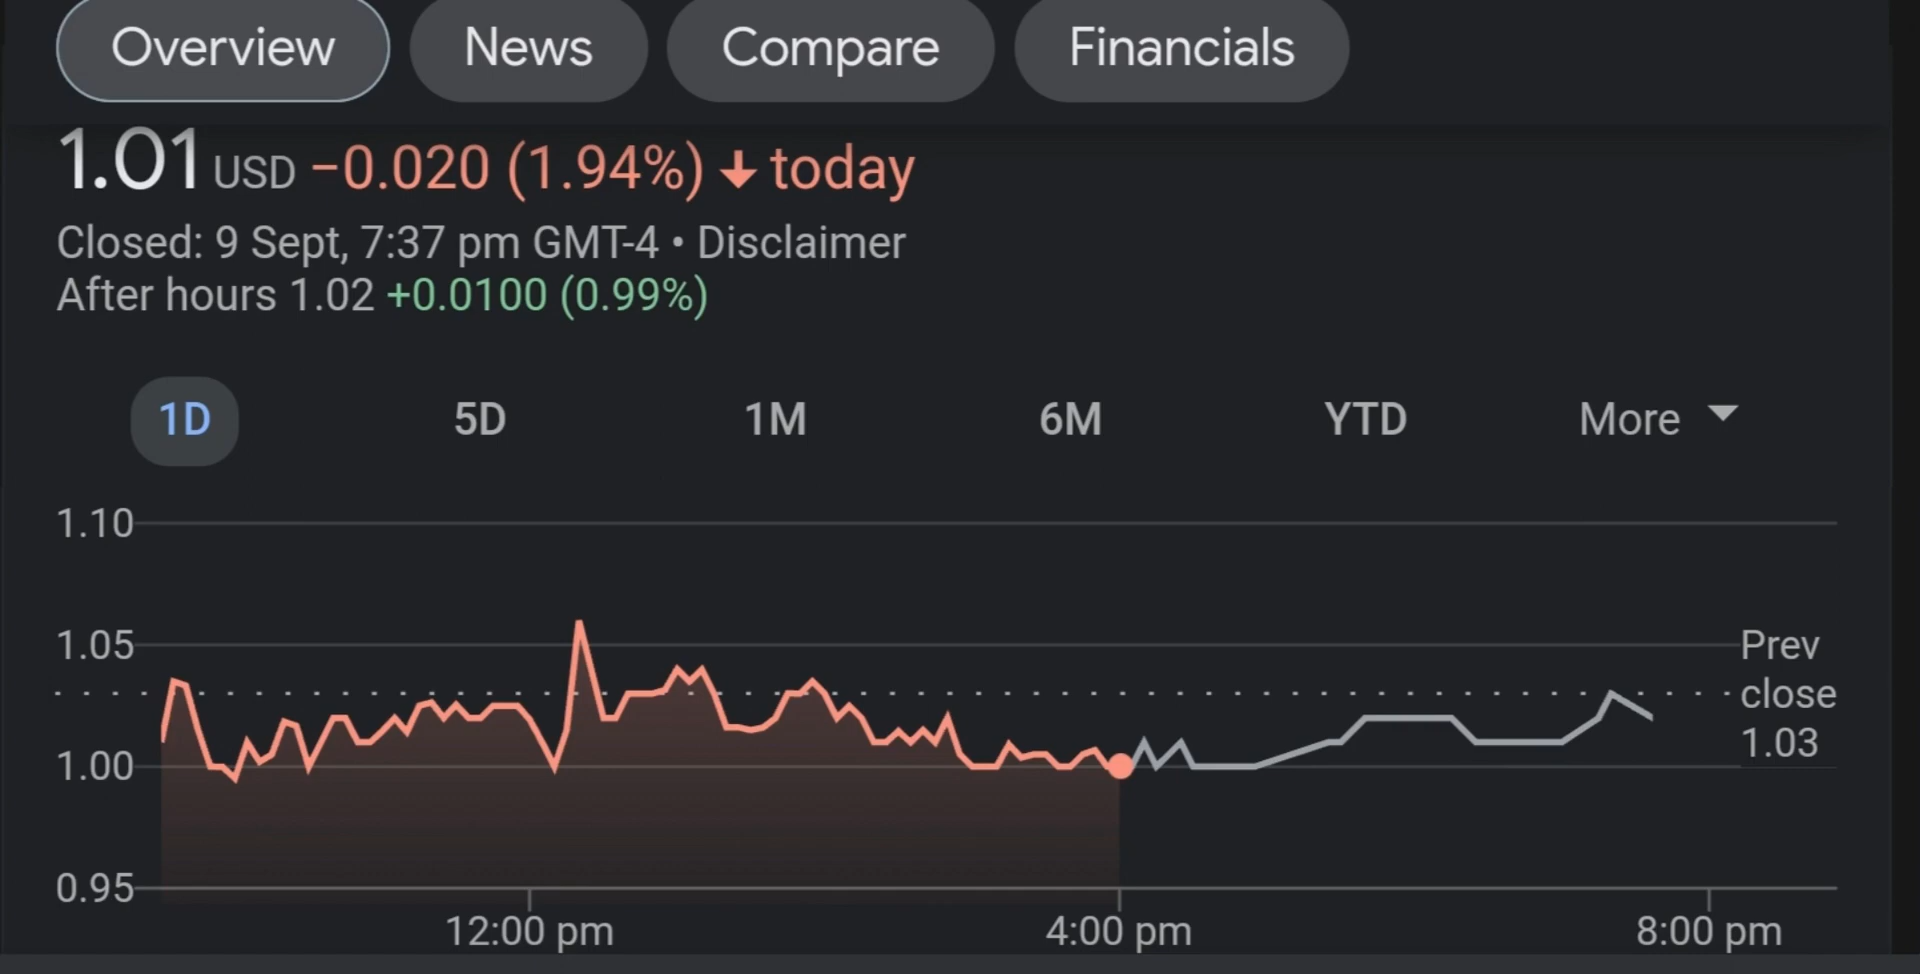 Overview News Compare Financials
1.01 USD −0.020 (1.94%) ↓ today
Closed: 9 Sept, 7:37 pm GMT-4 • Disclaimer
After hours 1.02 +0.0100 (0.99%)
1D 5D 1M 6M YTD More
1.10
1.05
1.00
0.95
Prev
close
1.03
12:00 pm 4:00 pm 8:00 pm